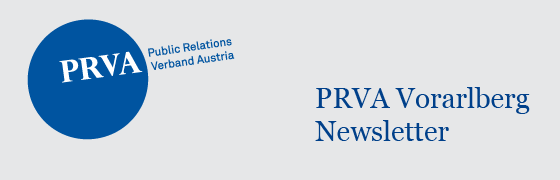 PRVA
Public Relations
Verband Austria
PRVA Vorarlberg
Newsletter